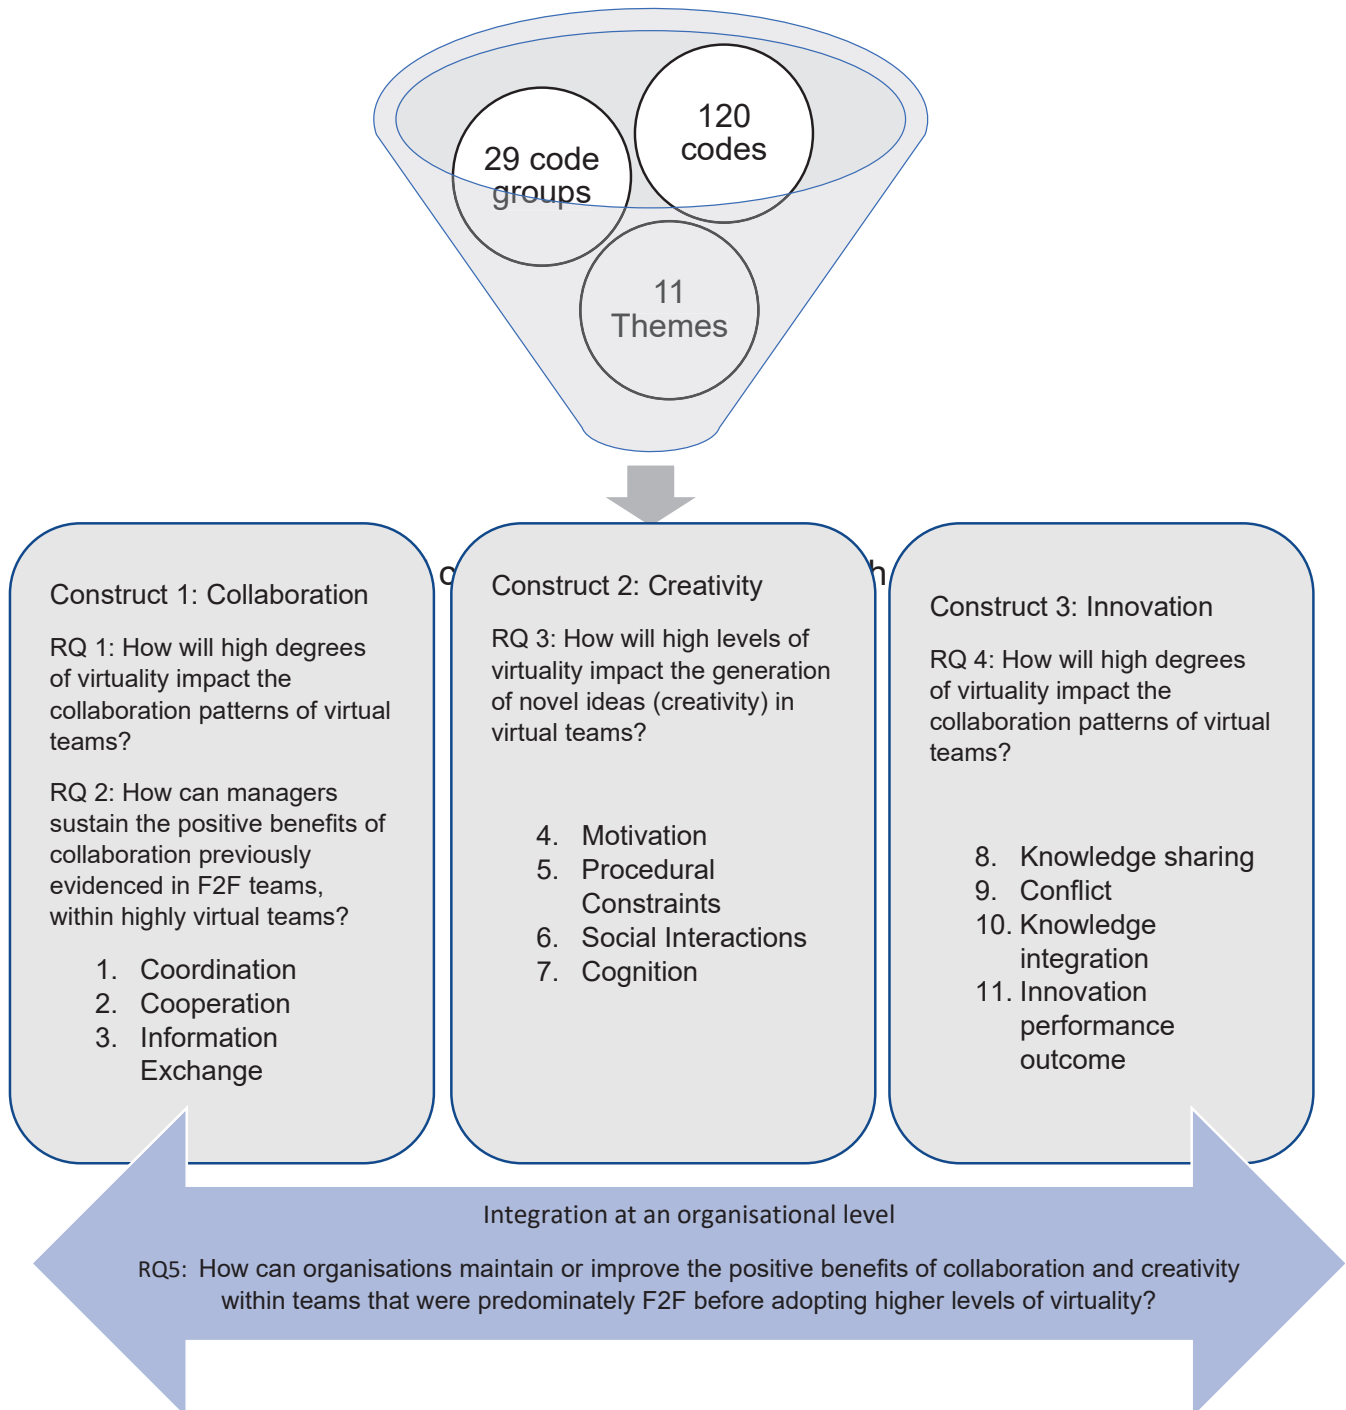 120
codes
29 code
groups
11
Themes
Construct 1: Collaboration
RQ 1: How will high degrees
of virtuality impact the
collaboration patterns of virtual
teams?
RQ 2: How can managers
sustain the positive benefits of
collaboration previously
evidenced in F2F teams,
within highly virtual teams?
1. Coordination
2. Cooperation
3. Information
Exchange
Construct 2: Creativity
RQ 3: How will high levels of
virtuality impact the generation
of novel ideas (creativity) in
virtual teams?
4. Motivation
5. Procedural
Constraints
6. Social Interactions
7. Cognition
Construct 3: Innovation
RQ 4: How will high degrees
of virtuality impact the
collaboration patterns of virtual
teams?
8. Knowledge sharing
9. Conflict
10. Knowledge
integration
11. Innovation
performance
outcome
Integration at an organisational level
RQ5: How can organisations maintain or improve the positive benefits of collaboration and creativity
within teams that were predominately F2F before adopting higher levels of virtuality?